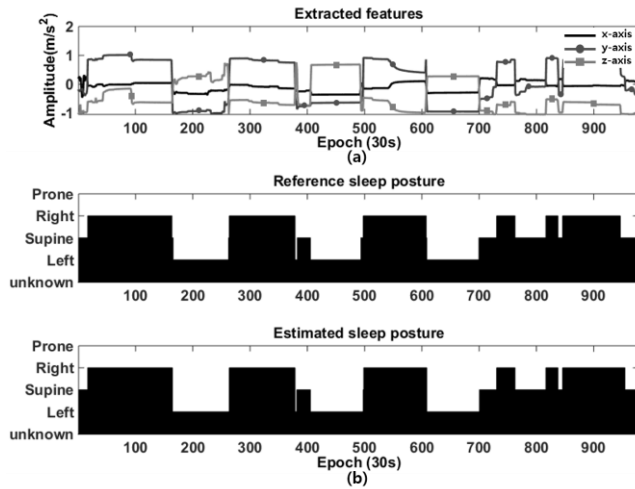 Extracted features
Amplitude(m/s²)
2
1
0
-1
x-axis
y-axis
z-axis
100 200 300 400 500 600 700 800 900
Epoch (30s)
(a)
Reference sleep posture
Prone
Right
Supine
Left
unknown
100 200 300 400 500 600 700 800 900
Estimated sleep posture
Prone
Right
Supine
Left
unknown
100 200 300 400 500 600 700 800 900
Epoch (30s)
(b)